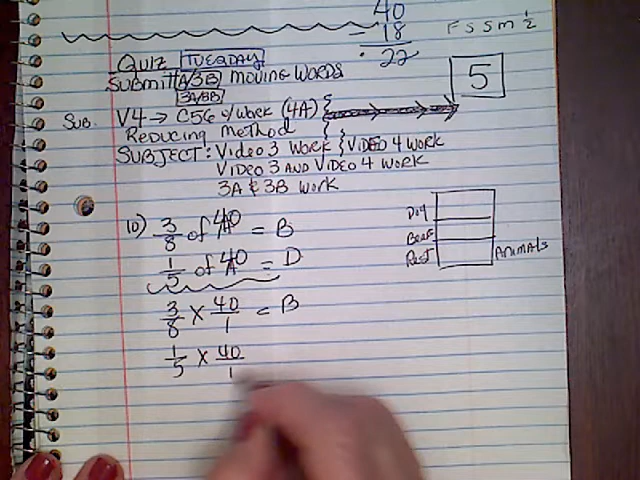 40
- 18
22
F S S M 1/2
QUIZ TUESDAY
SUBMIT A/3B MOVING WORDS
3A/3B
5
SUB. V4 → C56 w/work (4A)
REDUCING METHOD
SUBJECT: VIDEO 3 WORK VIDEO 4 WORK
VIDEO 3 AND VIDEO 4 WORK
3A & 3B WORK
10) 3/8 of 40 = B
1/5 of 40 = D
3/8 X 40/1 = B
1/5 X 40/1
DOG
BEAR
REST
ANIMALS